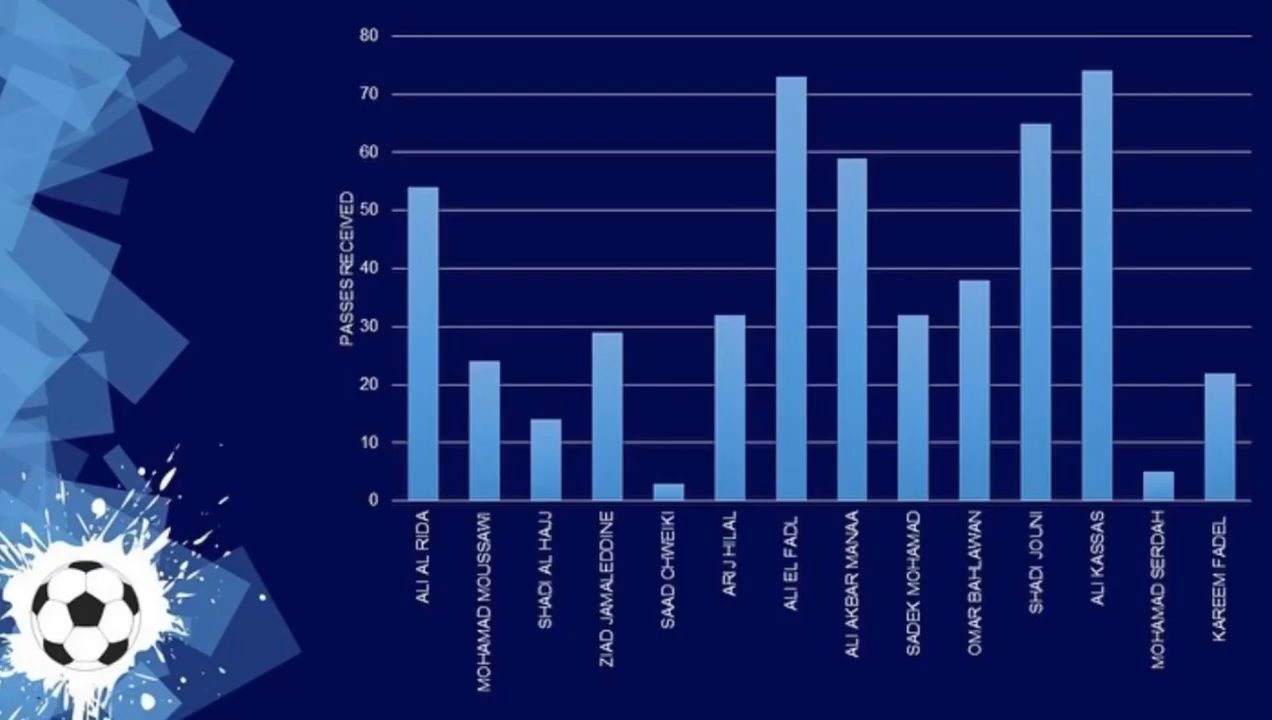 80
70
60
50
40
30
20
10
0
PASSES RECEIVED
ALI AL RIDA
MOHAMAD MOUSSAWI
SHADI AL HAJJ
ZIAD JAMALEDDINE
SAAD CHWEIKI
ARIJ HILAL
ALI EL FADL
ALI AKBAR MANAA
SADEK MOHAMAD
OMAR BAHLAWAN
SHADI JOUNI
ALI KASSAS
MOHAMAD SERDAH
KAREEM FADEL